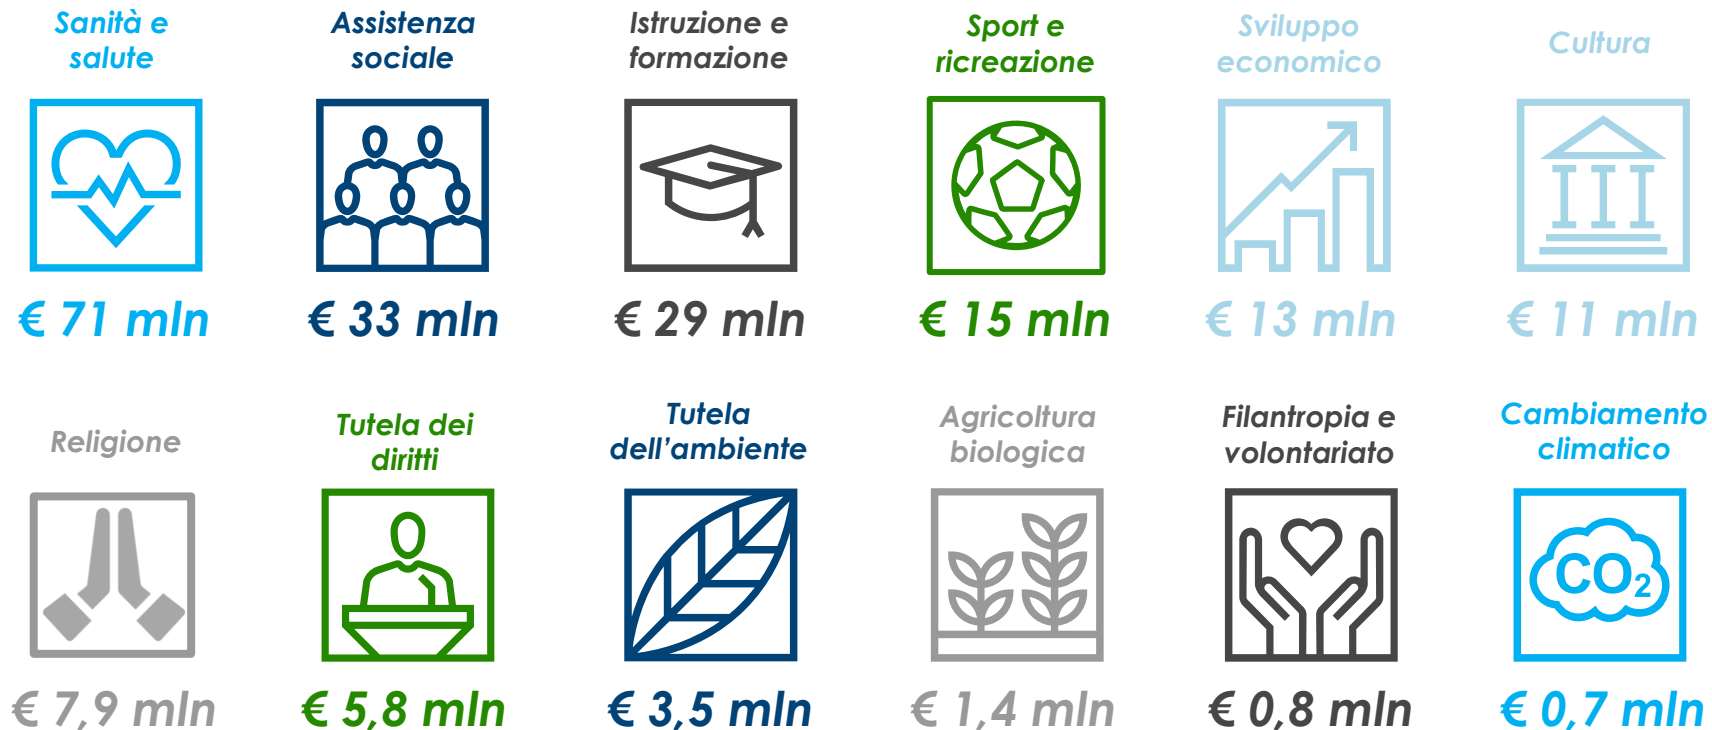 Sanità e
salute
Assistenza
sociale
Istruzione e
formazione
Sport e
ricreazione
Sviluppo
economico
Cultura
€ 71 mln
€ 33 mln
€ 29 mln
€ 15 mln
€ 13 mln
€ 11 mln
Religione
Tutela dei
diritti
Tutela
dell'ambiente
Agricoltura
biologica
Filantropia e
volontariato
Cambiamento
climatico
CO₂
€ 7,9 mln
€ 5,8 mln
€ 3,5 mln
€ 1,4 mln
€ 0,8 mln
€ 0,7 mln